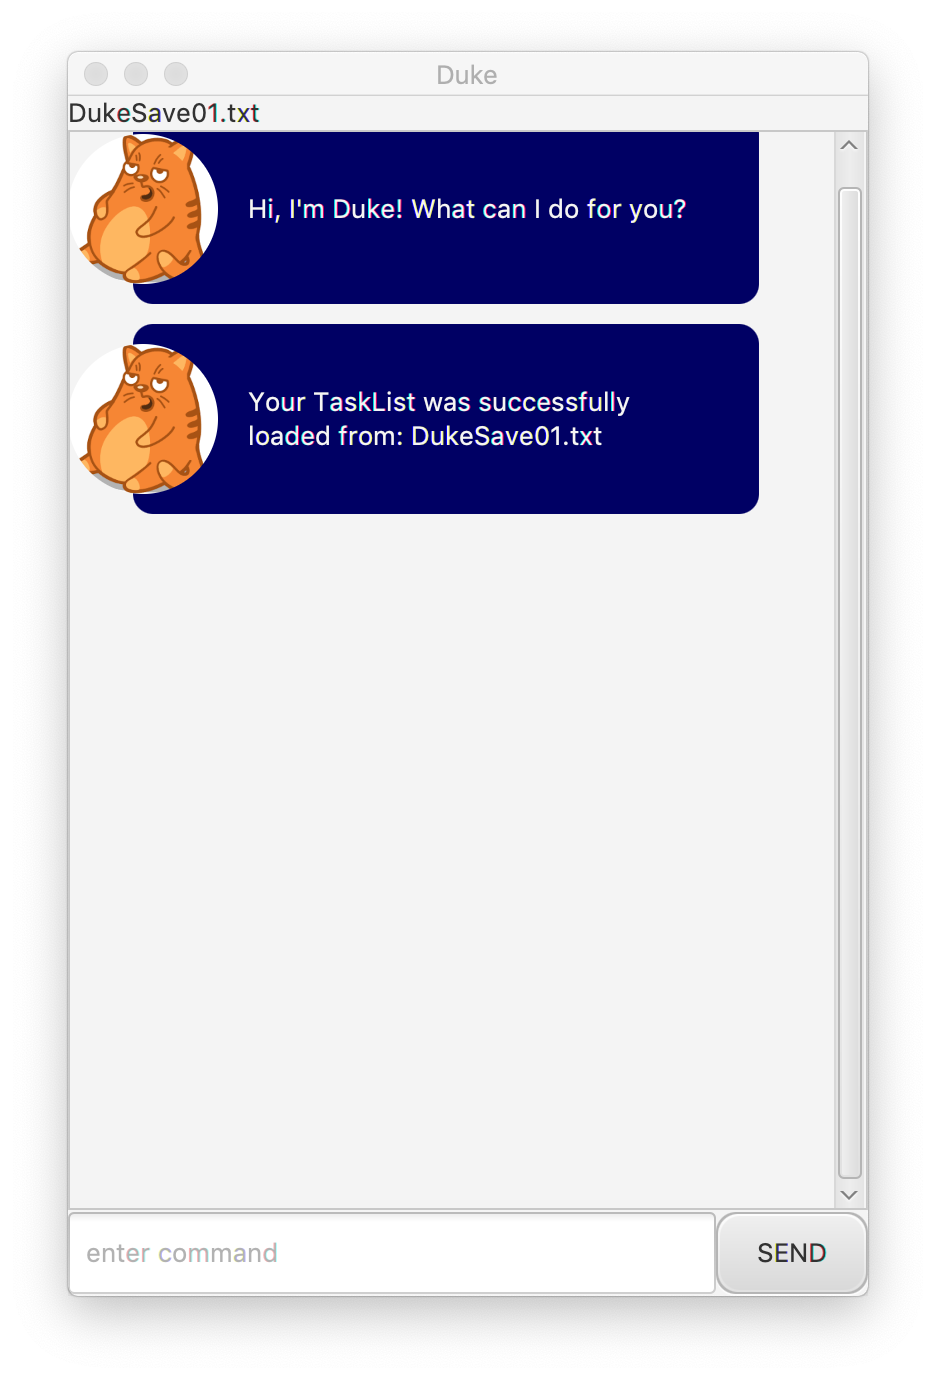 Duke
DukeSave01.txt
Hi, I'm Duke! What can I do for you?
Your TaskList was successfully
loaded from: DukeSave01.txt
enter command
SEND